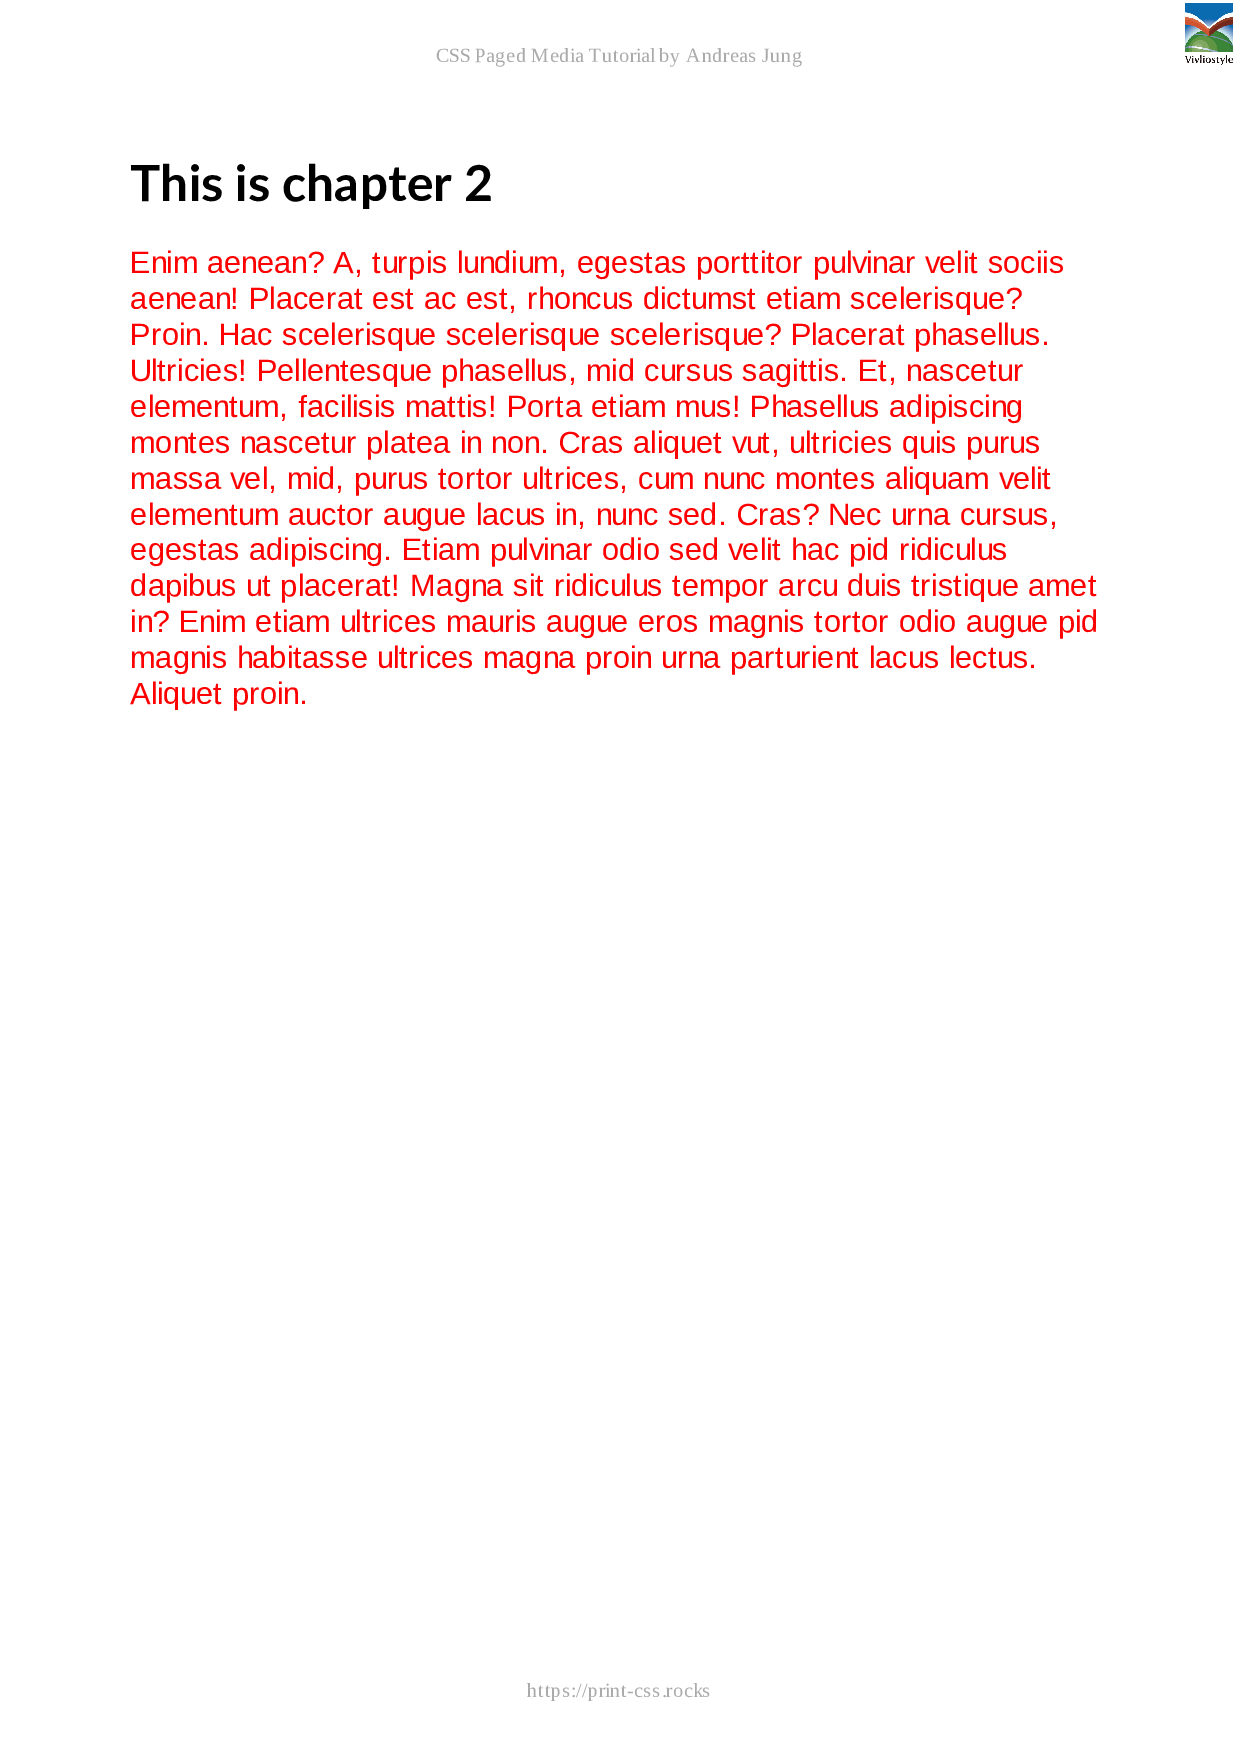 CSS Paged Media Tutorial by Andreas Jung
Vivliostyle
This is chapter 2
Enim aenean? A, turpis lundium, egestas porttitor pulvinar velit sociis
aenean! Placerat est ac est, rhoncus dictumst etiam scelerisque?
Proin. Hac scelerisque scelerisque scelerisque? Placerat phasellus.
Ultricies! Pellentesque phasellus, mid cursus sagittis. Et, nascetur
elementum, facilisis mattis! Porta etiam mus! Phasellus adipiscing
montes nascetur platea in non. Cras aliquet vut, ultricies quis purus
massa vel, mid, purus tortor ultrices, cum nunc montes aliquam velit
elementum auctor augue lacus in, nunc sed. Cras? Nec urna cursus,
egestas adipiscing. Etiam pulvinar odio sed velit hac pid ridiculus
dapibus ut placerat! Magna sit ridiculus tempor arcu duis tristique amet
in? Enim etiam ultrices mauris augue eros magnis tortor odio augue pid
magnis habitasse ultrices magna proin urna parturient lacus lectus.
Aliquet proin.
https://print-css.rocks